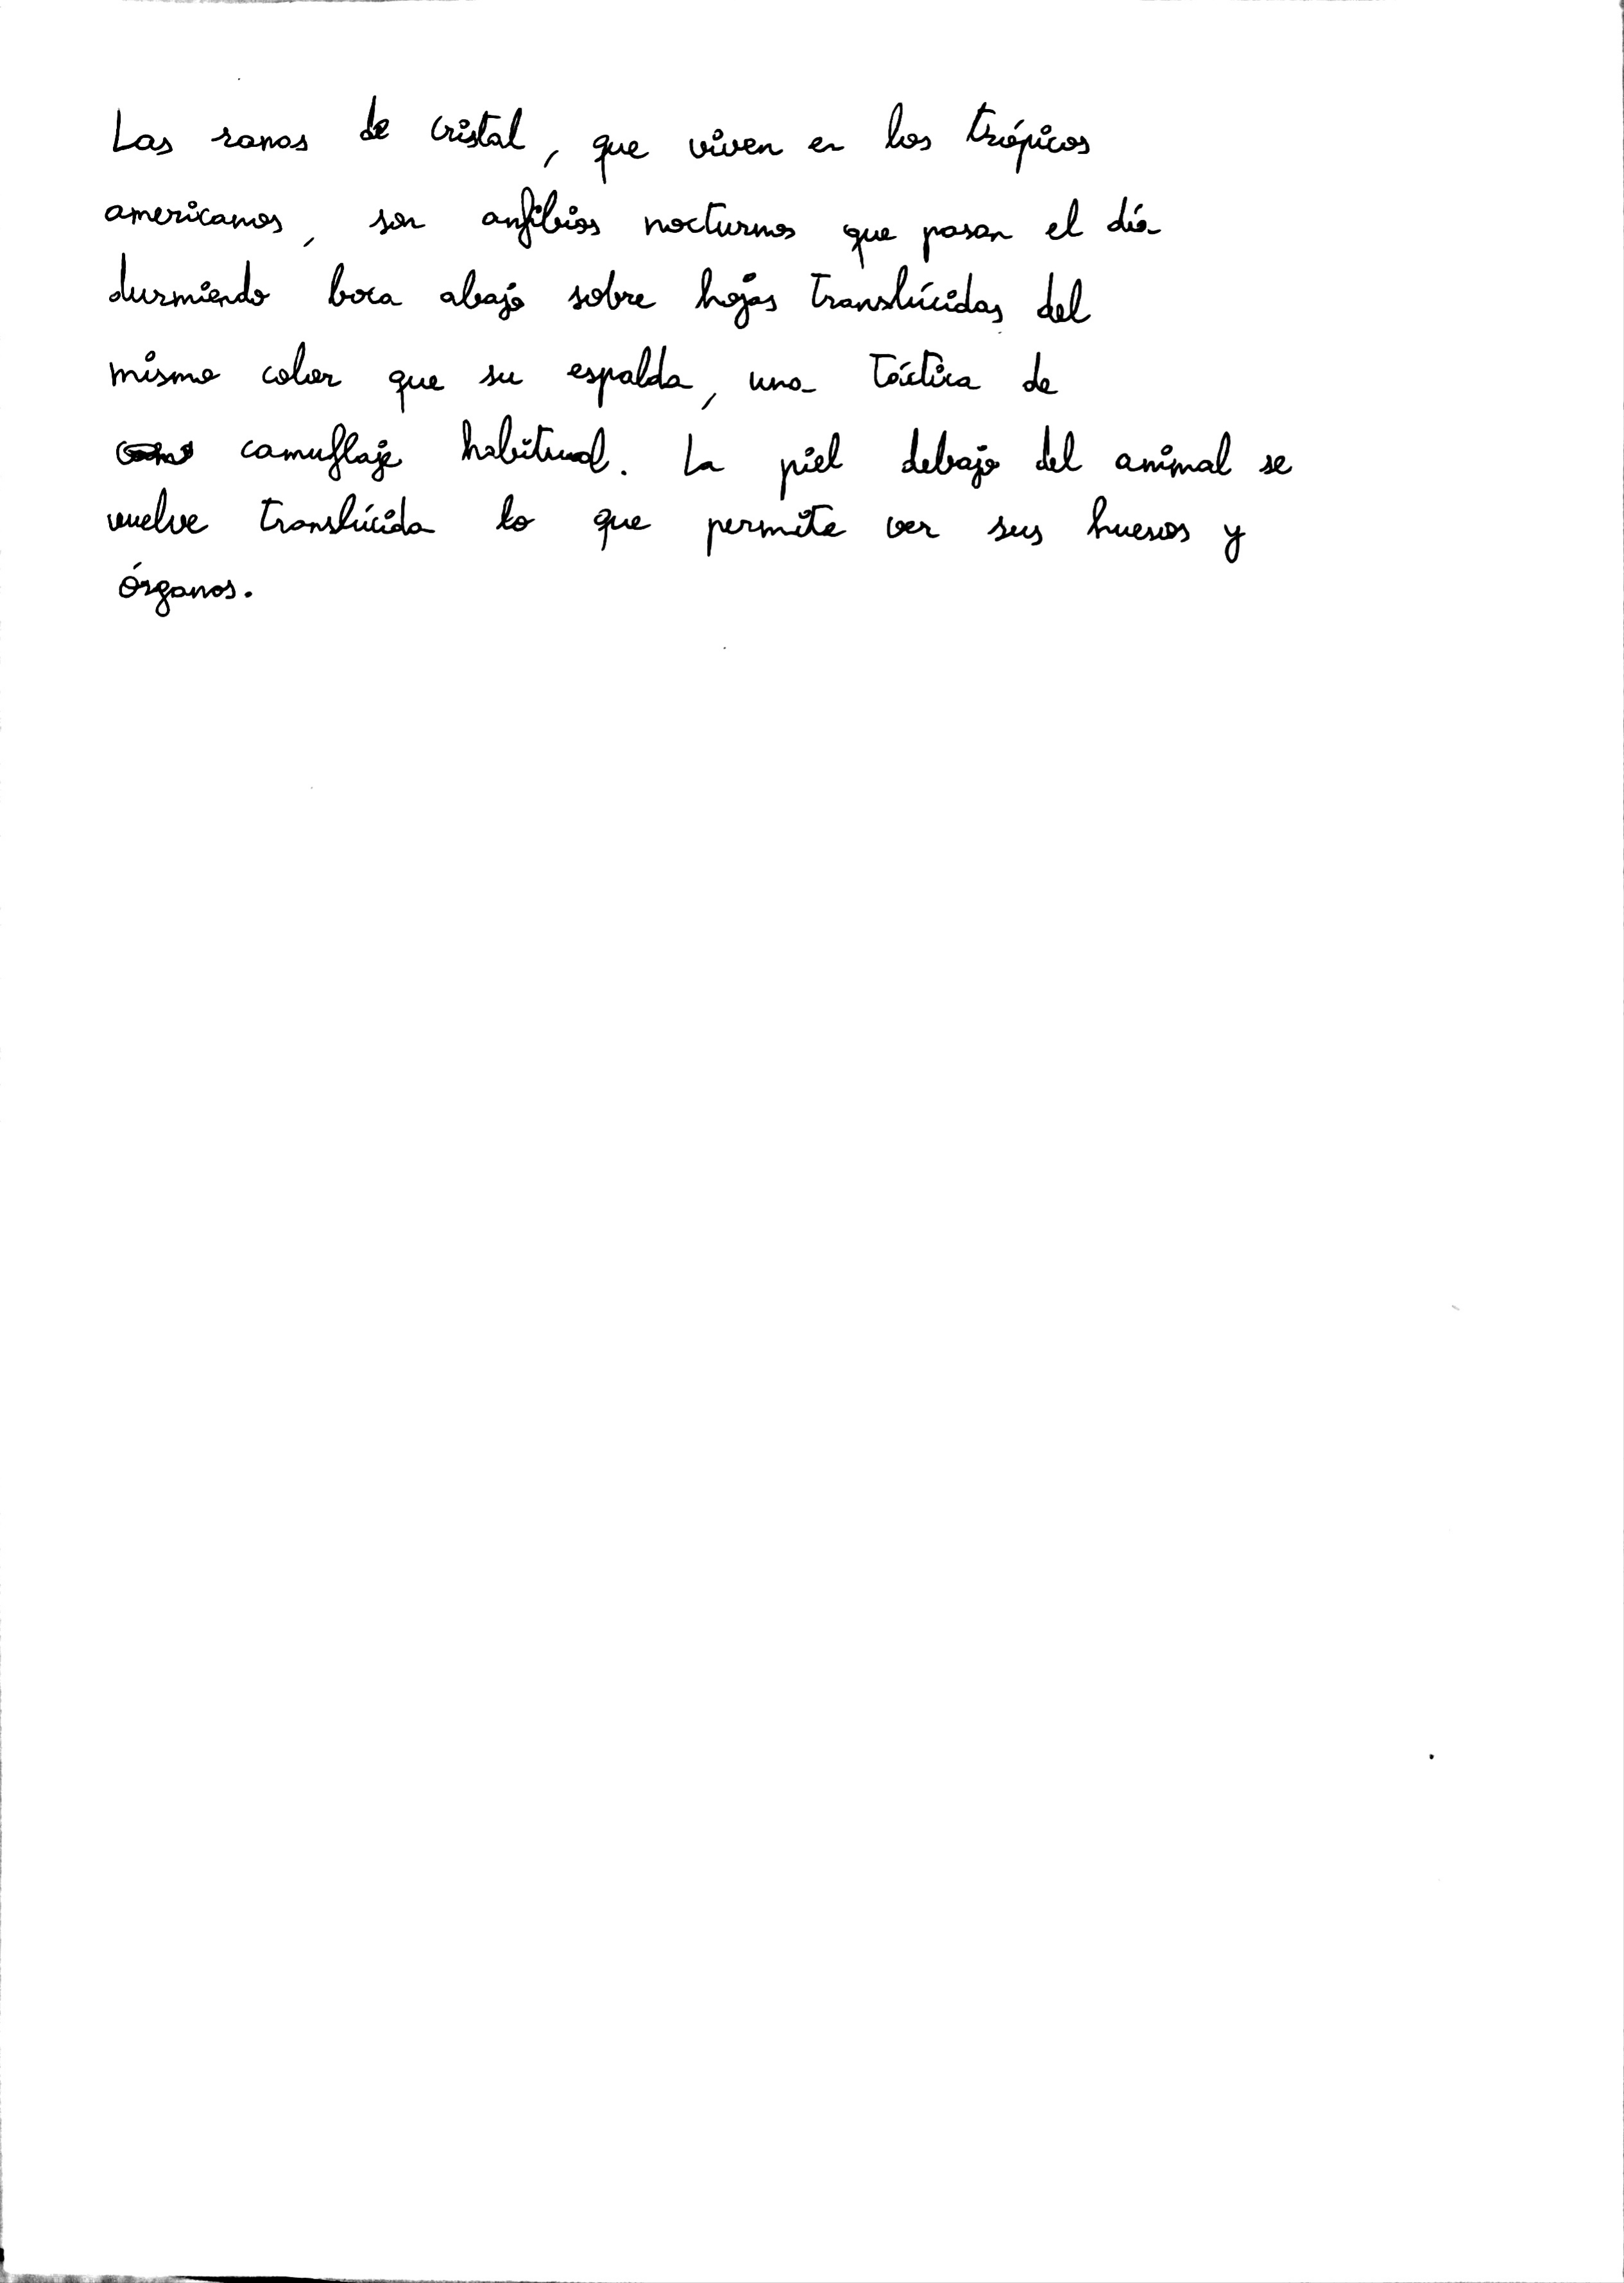 Las ranas de cristal, que viven en los trópicos
americanos, son anfibios nocturnos que pasan el día
durmiendo boca abajo sobre hojas translúcidas del
mismo color que su espalda, una táctica de
camuflaje habitual. La piel debajo del animal se
vuelve translúcida lo que permite ver sus huesos y
órganos.